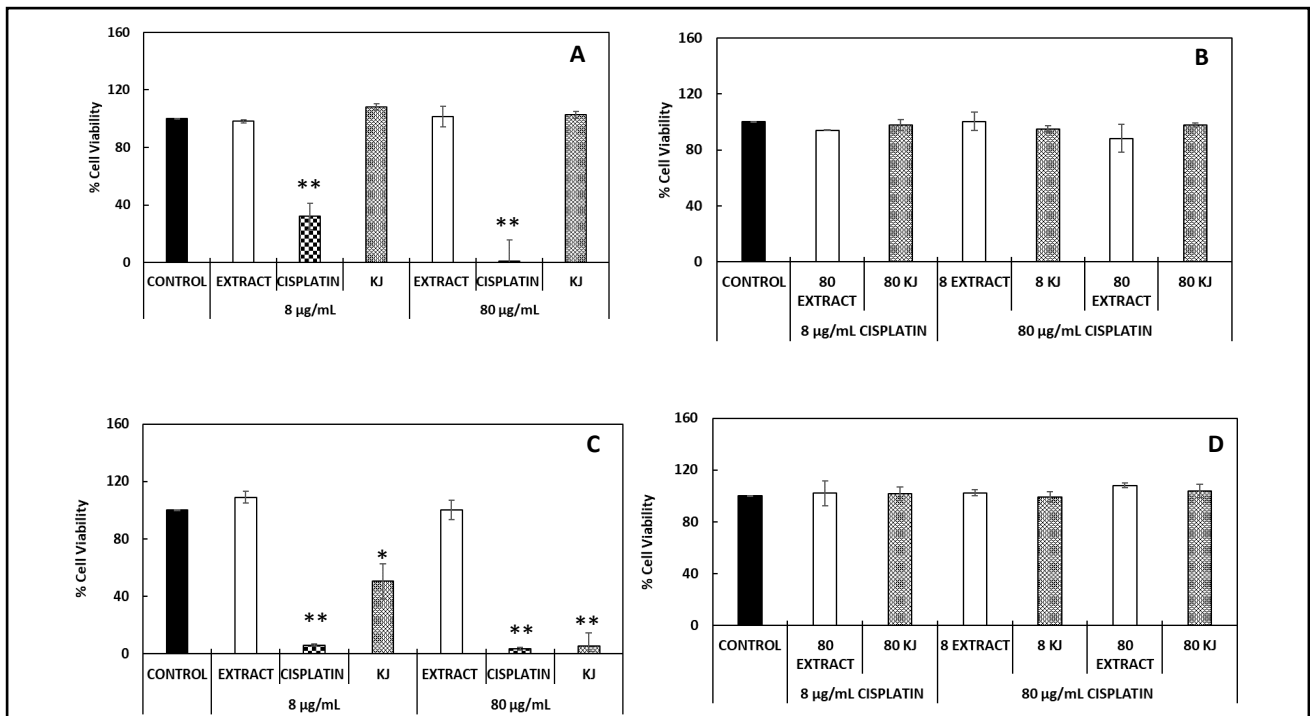 A
% Cell Viability
160
120
80
40
0
** **
CONTROL EXTRACT CISPLATIN KJ EXTRACT CISPLATIN KJ
8 µg/mL 80 µg/mL
B
% Cell Viability
160
120
80
40
0
CONTROL 80 EXTRACT 80 KJ 8 EXTRACT 8 KJ 80 EXTRACT 80 KJ
8 µg/mL CISPLATIN 80 µg/mL CISPLATIN
C
% Cell Viability
160
120
80
40
0
** * ** **
CONTROL EXTRACT CISPLATIN KJ EXTRACT CISPLATIN KJ
8 µg/mL 80 µg/mL
D
% Cell Viability
160
120
80
40
0
CONTROL 80 EXTRACT 80 KJ 8 EXTRACT 8 KJ 80 EXTRACT 80 KJ
8 µg/mL CISPLATIN 80 µg/mL CISPLATIN